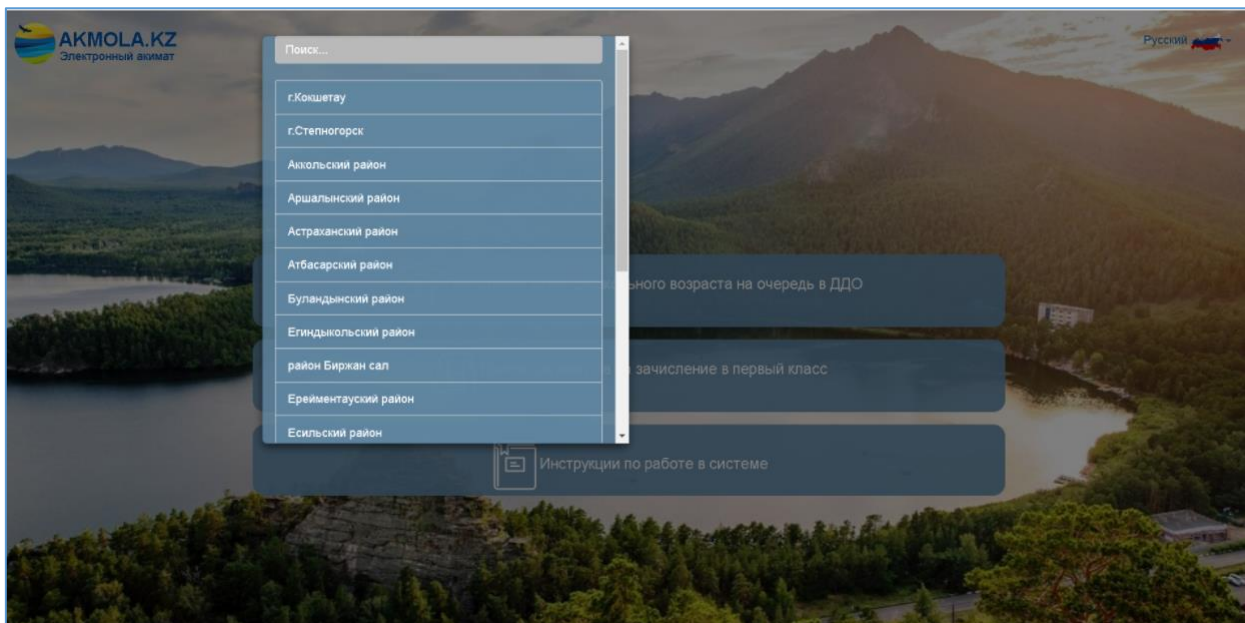 AKMOLA.KZ
Электронный акимат
Русский
Поиск...
г.Кокшетау
г.Степногорск
Аккольский район
Аршалынский район
Астраханский район
Атбасарский район
Буландынский район
Егиндыкольский район
район Биржан сал
Ерейментауский район
Есильский район
возраста на очередь в ДДО
зачисление в первый класс
Инструкции по работе в системе